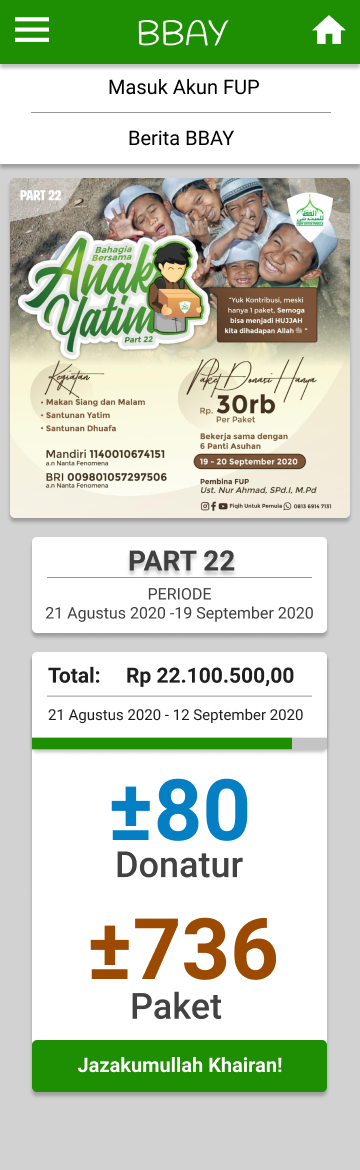 BBAY
Masuk Akun FUP
Berita BBAY
PART 22
Bahagia
Bersama
Anak
Yatim
Part 22
"Yuk Kontribusi, meski
hanya 1 paket, Semoga
bisa menjadi HUJJAH
kita dihadapan Allah ﷻ"
Kegiatan
• Makan Siang dan Malam
• Santunan Yatim
• Santunan Dhuafa
Mandiri 1140010674151
a.n Nanta Fenomena
BRI 009801057297506
a.n Nanta Fenomena
Paket Donasi Hanya
Rp. 30rb
Per Paket
Bekerja sama dengan
6 Panti Asuhan
19 - 20 September 2020
Pembina FUP
Ust. Nur Ahmad, SPd.I, M.Pd
Fiqih Untuk Pemula 0813 6914 7131
PART 22
PERIODE
21 Agustus 2020 -19 September 2020
Total: Rp 22.100.500,00
21 Agustus 2020 - 12 September 2020
±80
Donatur
±736
Paket
Jazakumullah Khairan!